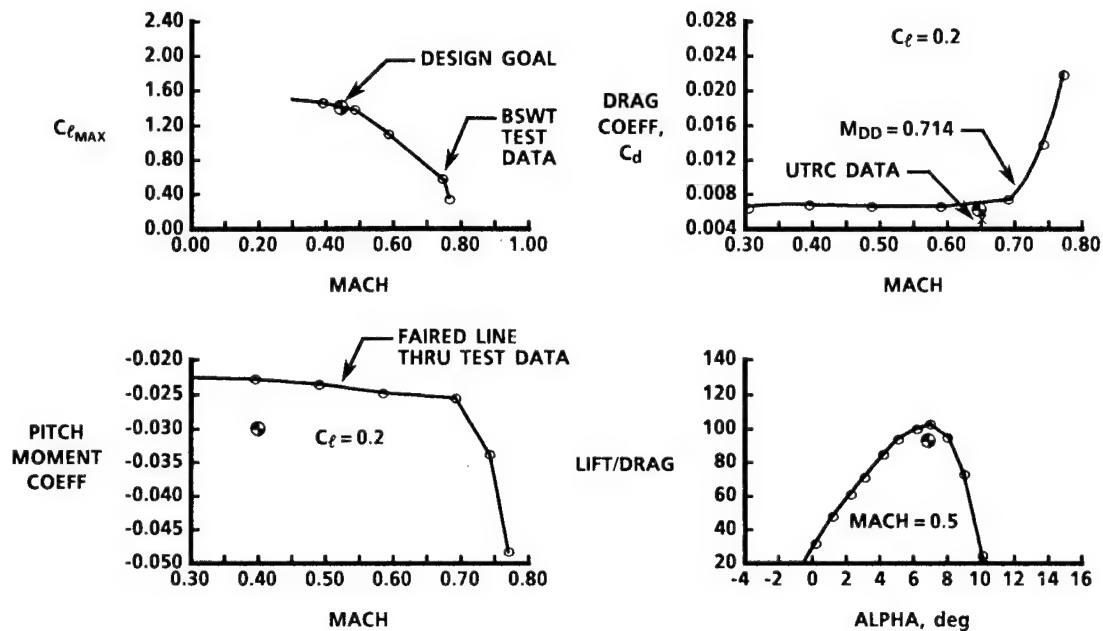 2.40
2.00
1.60
1.20
0.80
0.40
0.00
CℓMAX
DESIGN GOAL
BSWT
TEST
DATA
0.00 0.20 0.40 0.60 0.80 1.00
MACH
0.028
0.024
0.020
0.016
0.012
0.008
0.004
DRAG
COEFF,
Cd
Cℓ = 0.2
MDD = 0.714
UTRC DATA
0.30 0.40 0.50 0.60 0.70 0.80
MACH
-0.020
-0.025
-0.030
-0.035
-0.040
-0.045
-0.050
PITCH
MOMENT
COEFF
FAIRED LINE
THRU TEST DATA
Cℓ = 0.2
0.30 0.40 0.50 0.60 0.70 0.80
MACH
140
120
100
80
60
40
20
LIFT/DRAG
MACH = 0.5
-4 -2 0 2 4 6 8 10 12 14 16
ALPHA, deg